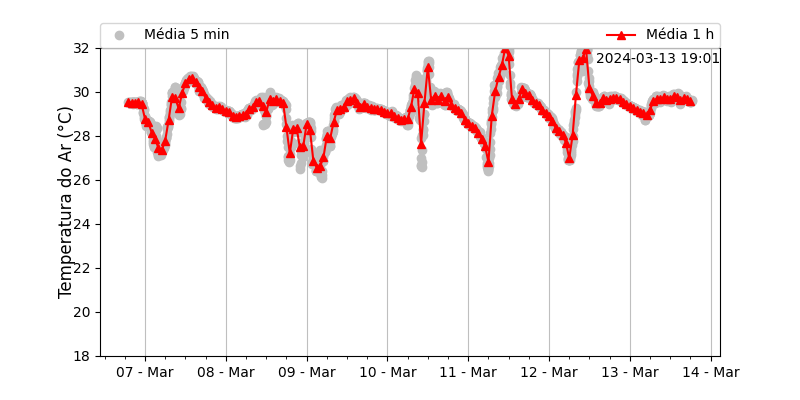 Média 5 min
Média 1 h
2024-03-13 19:01
Temperatura do Ar (°C)
32
30
28
26
24
22
20
18
07 - Mar
08 - Mar
09 - Mar
10 - Mar
11 - Mar
12 - Mar
13 - Mar
14 - Mar